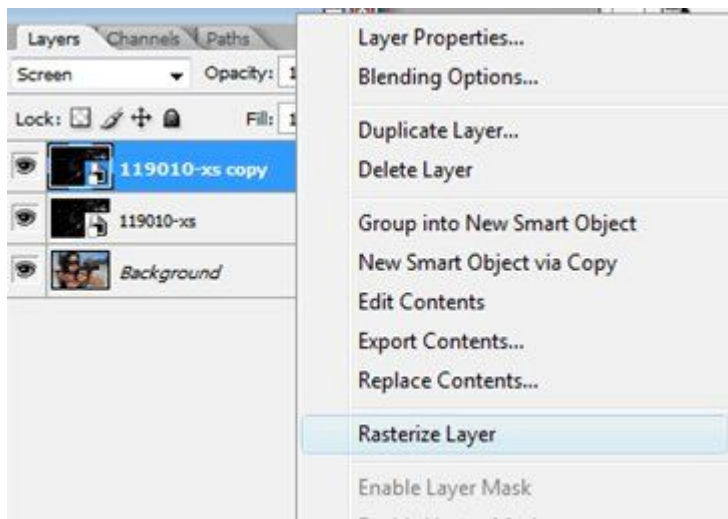 Layers Channels Paths
Screen Opacity: 1
Lock: Fill: 1
119010-xs copy
119010-xs
Background
Layer Properties...
Blending Options...
Duplicate Layer...
Delete Layer
Group into New Smart Object
New Smart Object via Copy
Edit Contents
Export Contents...
Replace Contents...
Rasterize Layer
Enable Layer Mask